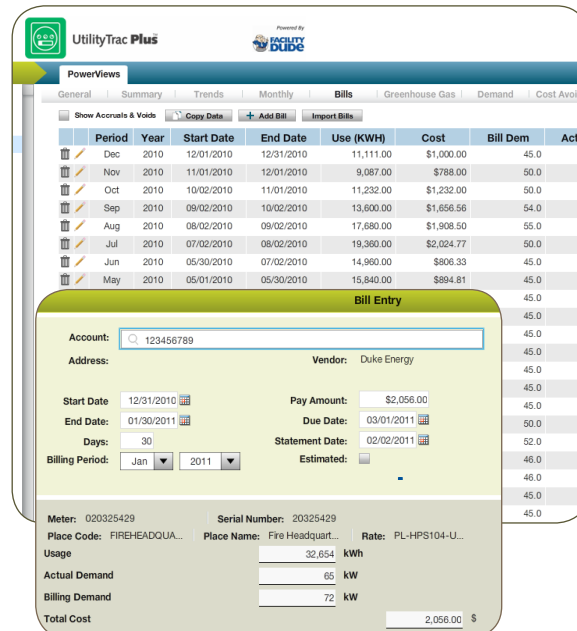 UtilityTrac Plus
Powered By
FACILITY DUDE
PowerViews
General Summary Trends Monthly Bills Greenhouse Gas Demand Cost Avoi
Show Accruals & Voids Copy Data + Add Bill Import Bills
Period Year Start Date End Date Use (KWH) Cost Bill Dem Act
Dec 2010 12/01/2010 12/31/2010 11,111.00 $1,000.00 45.0
Nov 2010 11/01/2010 12/01/2010 9,087.00 $788.00 50.0
Oct 2010 10/02/2010 11/01/2010 11,232.00 $1,232.00 50.0
Sep 2010 09/02/2010 10/02/2010 13,600.00 $1,656.56 54.0
Aug 2010 08/02/2010 09/02/2010 17,680.00 $1,908.50 55.0
Jul 2010 07/02/2010 08/02/2010 19,360.00 $2,024.77 50.0
Jun 2010 05/30/2010 07/02/2010 14,960.00 $806.33 45.0
May 2010 05/01/2010 05/30/2010 15,840.00 $894.81 45.0
45.0
45.0
45.0
45.0
45.0
45.0
45.0
50.0
52.0
46.0
46.0
45.0
45.0
Bill Entry
Account: 123456789
Address: Vendor: Duke Energy
Start Date 12/31/2010 Pay Amount: $2,056.00
End Date: 01/30/2011 Due Date: 03/01/2011
Days: 30 Statement Date: 02/02/2011
Billing Period: Jan 2011 Estimated:
Meter: 020325429 Serial Number: 20325429
Place Code: FIREHEADQUA... Place Name: Fire Headquart... Rate: PL-HPS104-U...
Usage 32,654 kWh
Actual Demand 65 kW
Billing Demand 72 kW
Total Cost 2,056.00 $